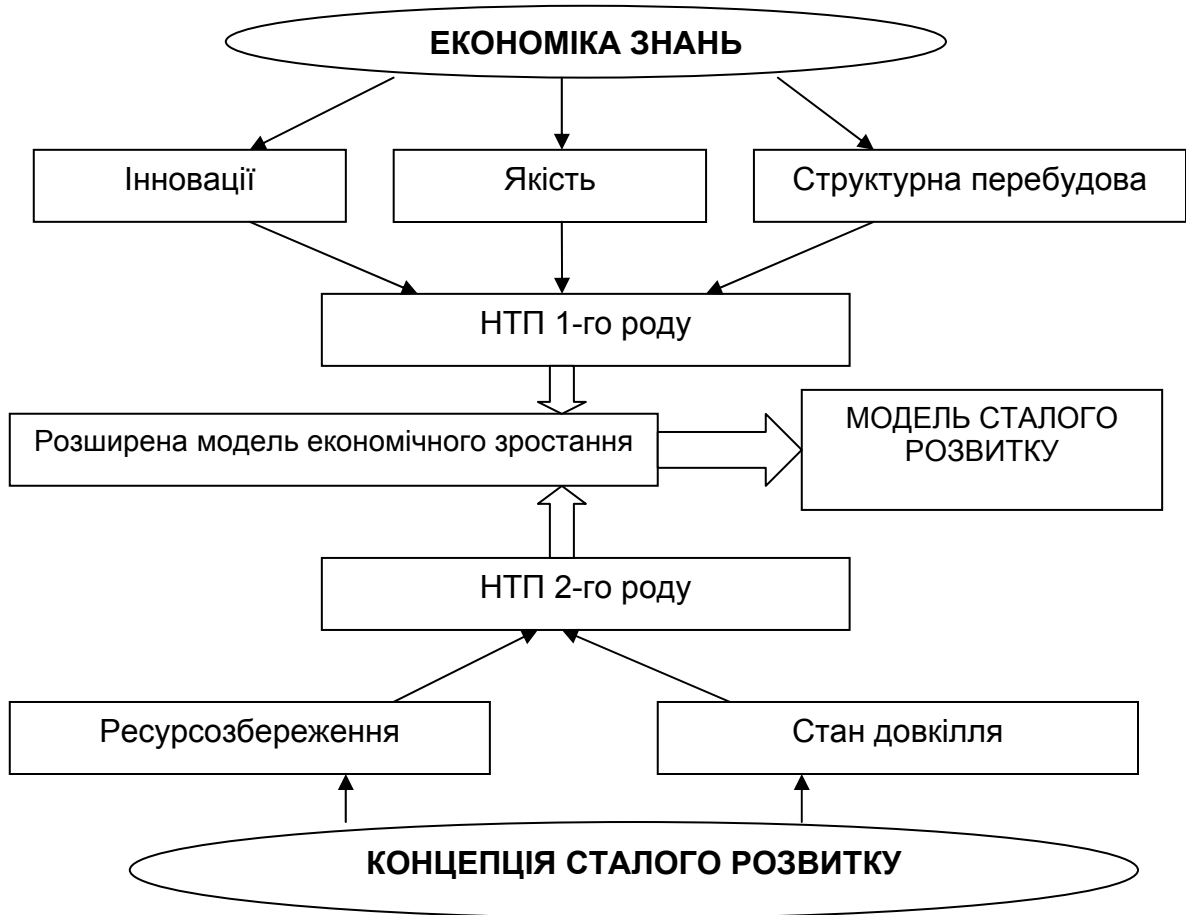 ЕКОНОМІКА ЗНАНЬ
Інновації
Якість
Структурна перебудова
НТП 1-го роду
Розширена модель економічного зростання
МОДЕЛЬ СТАЛОГО
РОЗВИТКУ
НТП 2-го роду
Ресурсозбереження
Стан довкілля
КОНЦЕПЦІЯ СТАЛОГО РОЗВИТКУ